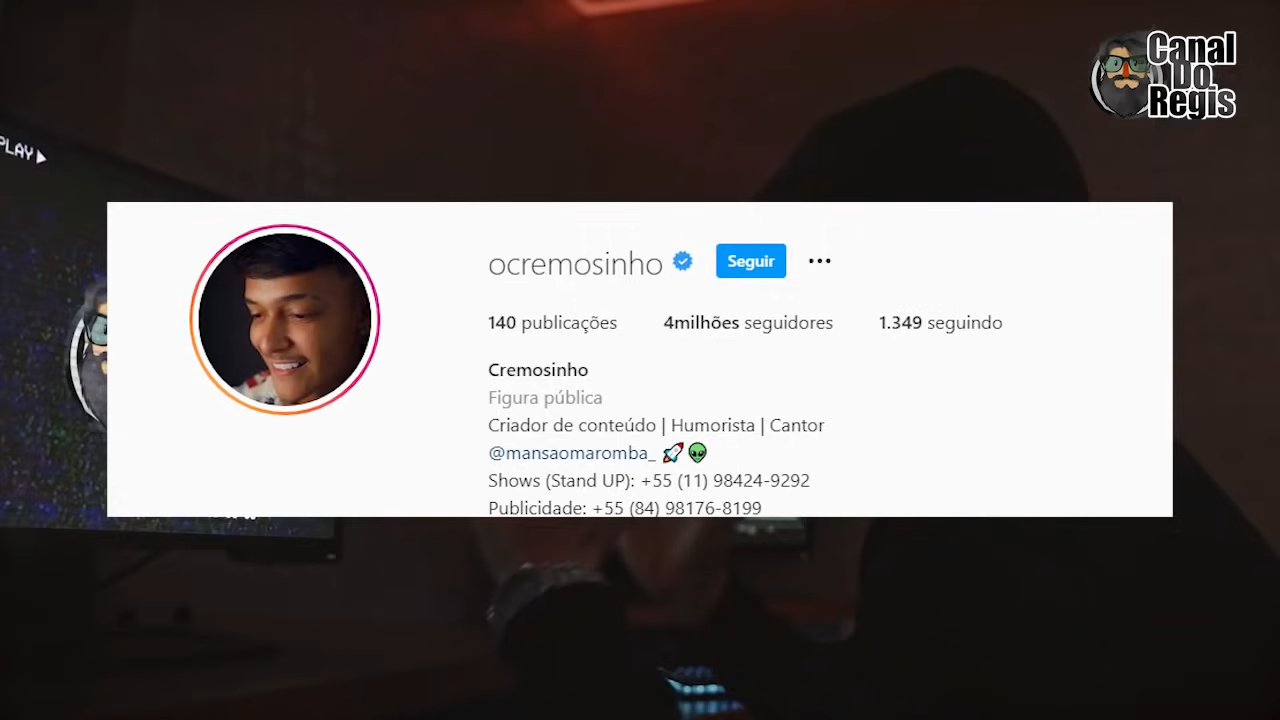 Canal
Do
Regis
PLAY
ocremosinho
Seguir
140 publicações
4milhões seguidores
1.349 seguindo
Cremosinho
Figura pública
Criador de conteúdo | Humorista | Cantor
@mansaomaromba_ 🚀👽
Shows (Stand UP): +55 (11) 98424-9292
Publicidade: +55 (84) 98176-8199